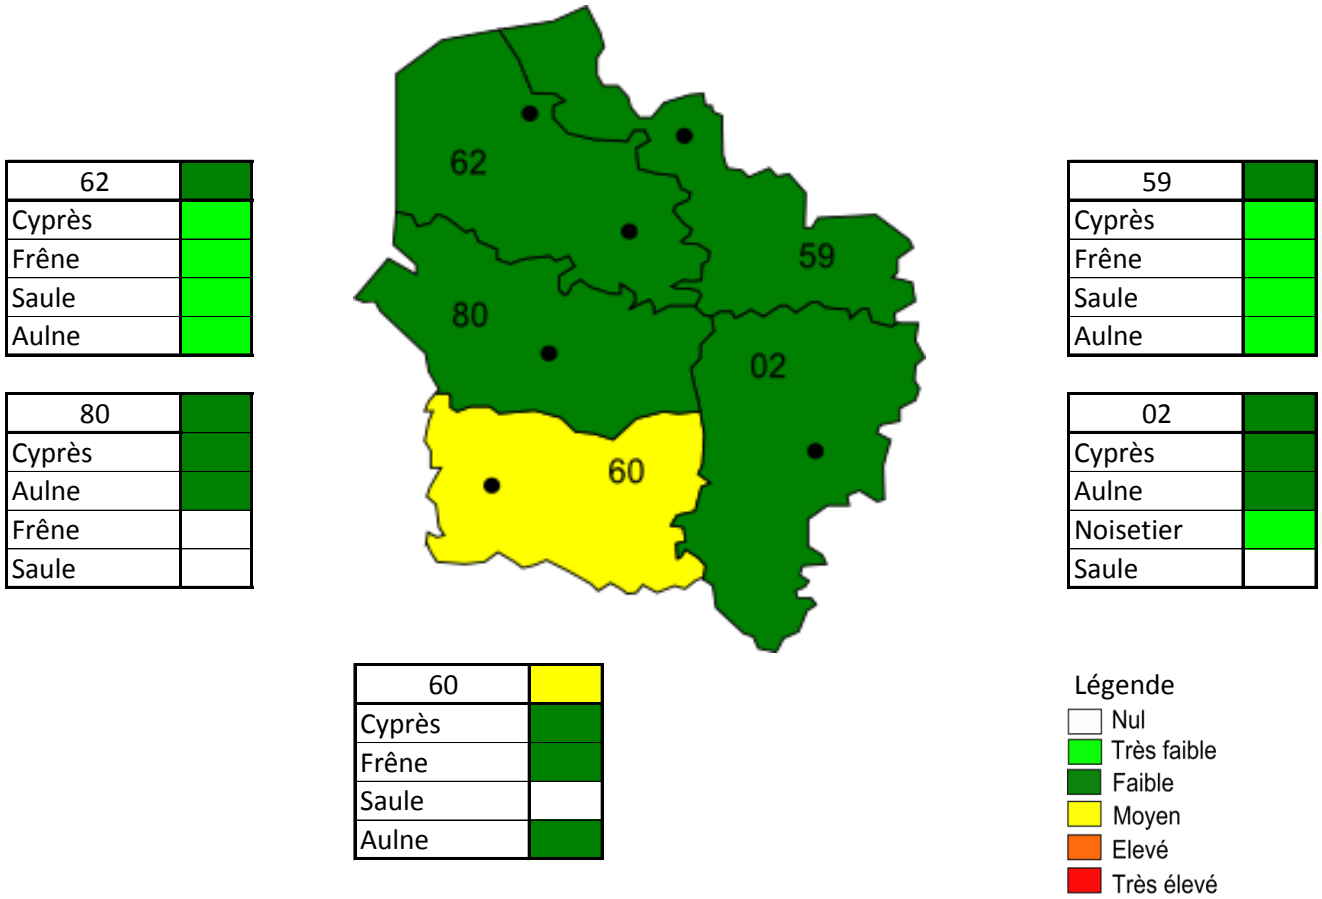 62
Cyprès
Frêne
Saule
Aulne
80
Cyprès
Aulne
Frêne
Saule
62
59
80
02
60
59
Cyprès
Frêne
Saule
Aulne
02
Cyprès
Aulne
Noisetier
Saule
60
Cyprès
Frêne
Saule
Aulne
Légende
Nul
Très faible
Faible
Moyen
Elevé
Très élevé